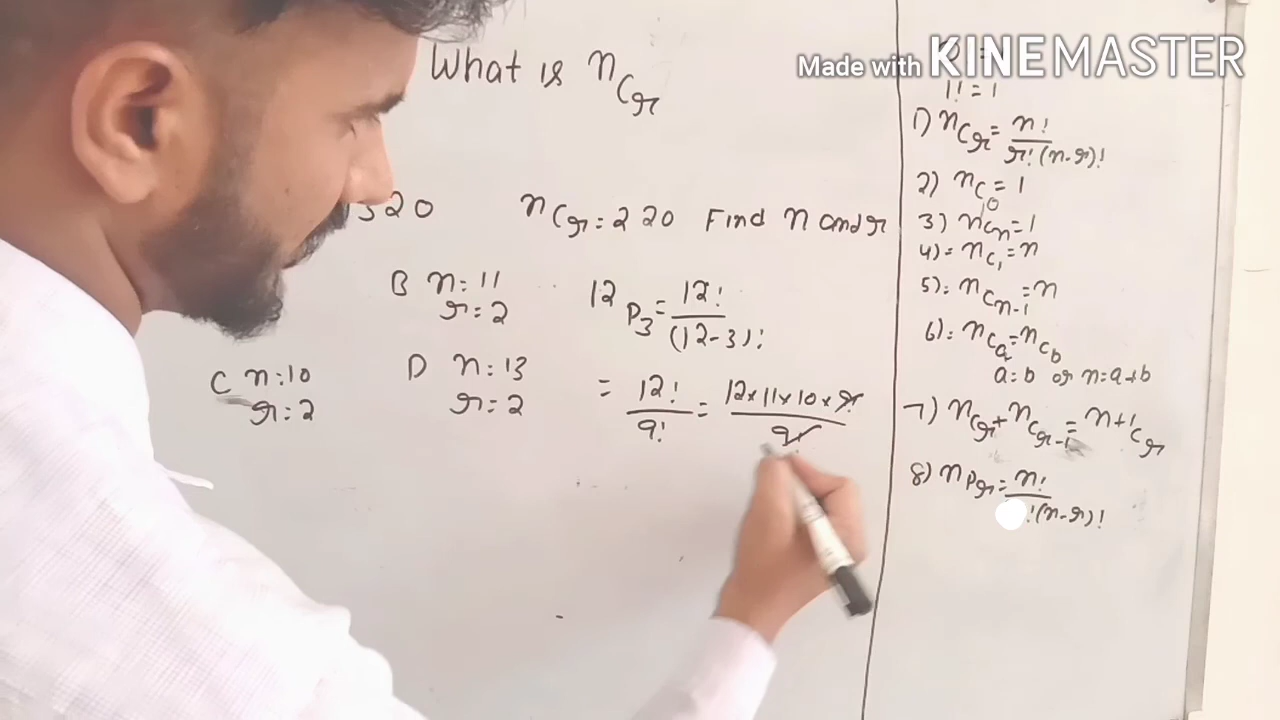 What is nCr
Made with KINEMASTER
320 nCr = 220 Find n and r
B n = 11
r = 2
C n = 10
r = 2
D n = 13
r = 2
12P3 = 12! / (12-3)!
= 12! / 9! = 12×11×10×9! / 9!
1! = 1
1) nCr = n! / r!(n-r)!
2) nC0 = 1
3) nCn = 1
4) = nC1 = n
5) = nCn-1 = n
6) = nCa = nCb
a = b or n = a+b
7) nCr + nCr-1 = n+1Cr
8) nPr = n! / !(n-r)!